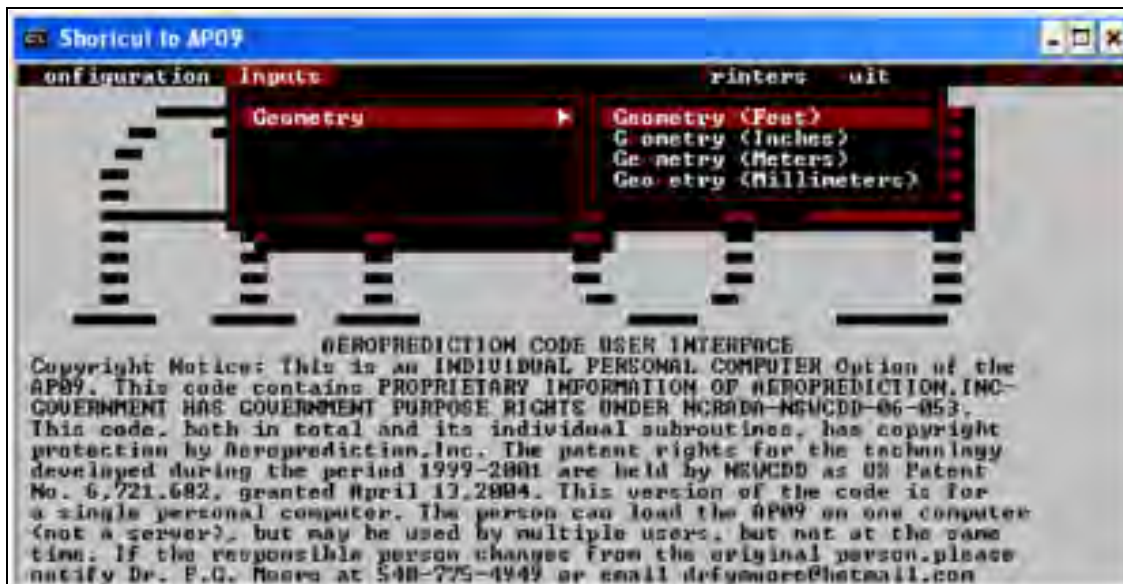 Shortcut to AP09
onfiguration Inputs rinters uit
Geometry
Geometry (Feet)
G ometry (Inches)
Ge metry (Meters)
Geo etry (Millimeters)
AEROPREDICTION CODE USER INTERFACE
Copyright Notice: This is an INDIVIDUAL PERSONAL COMPUTER Option of the
AP09. This code contains PROPRIETARY INFORMATION OF AEROPREDICTION,INC-
GOVERNMENT HAS GOVERNMENT PURPOSE RIGHTS UNDER NCRADA-NSWCDD-06-053.
This code, both in total and its individual subroutines, has copyright
protection by Aeroprediction,Inc. The patent rights for the technology
developed during the period 1999-2001 are held by NSWCDD as US Patent
No. 6,721,682, granted April 13,2004. This version of the code is for
a single personal computer. The person can load the AP09 on one computer
(not a server), but may be used by multiple users, but not at the same
time. If the responsible person changes from the original person,please
notify Dr. F.G. Moore at 540-775-4949 or email drfgmoore@hotmail.com